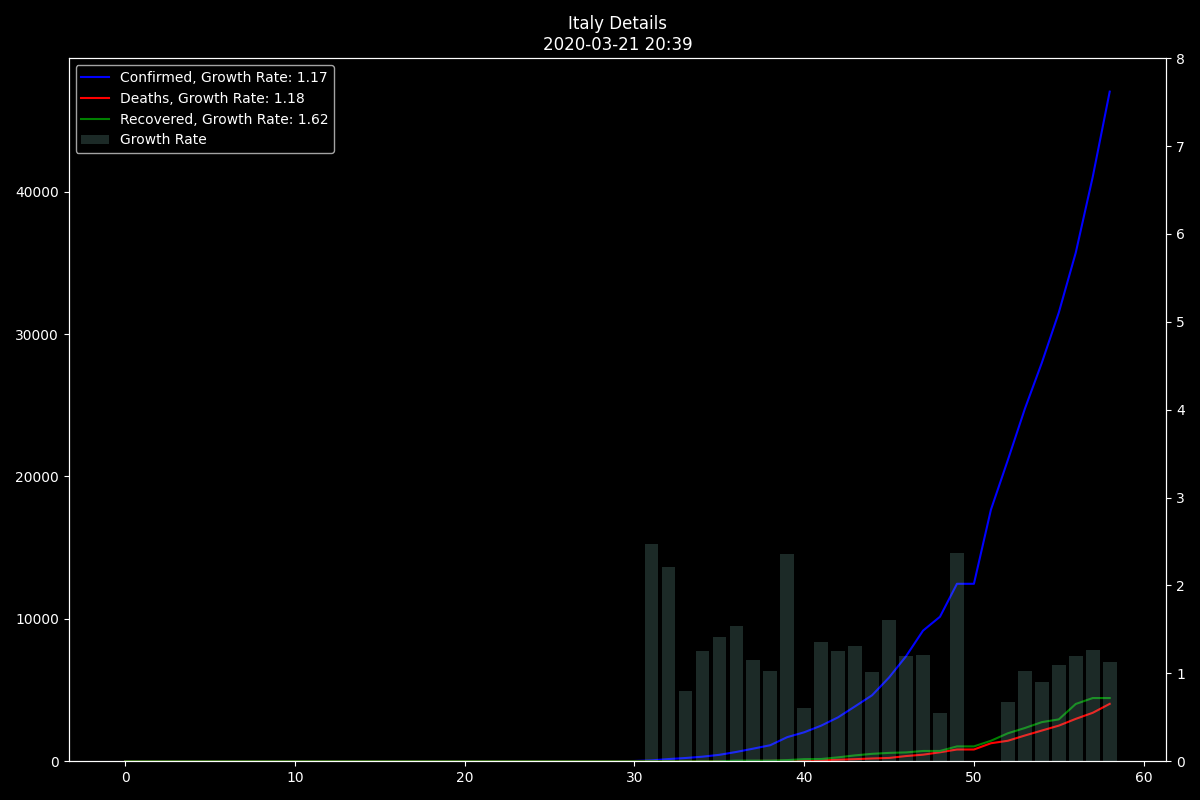 Italy Details
2020-03-21 20:39
Confirmed, Growth Rate: 1.17
Deaths, Growth Rate: 1.18
Recovered, Growth Rate: 1.62
Growth Rate
40000
30000
20000
10000
0
8
7
6
5
4
3
2
1
0
0 10 20 30 40 50 60